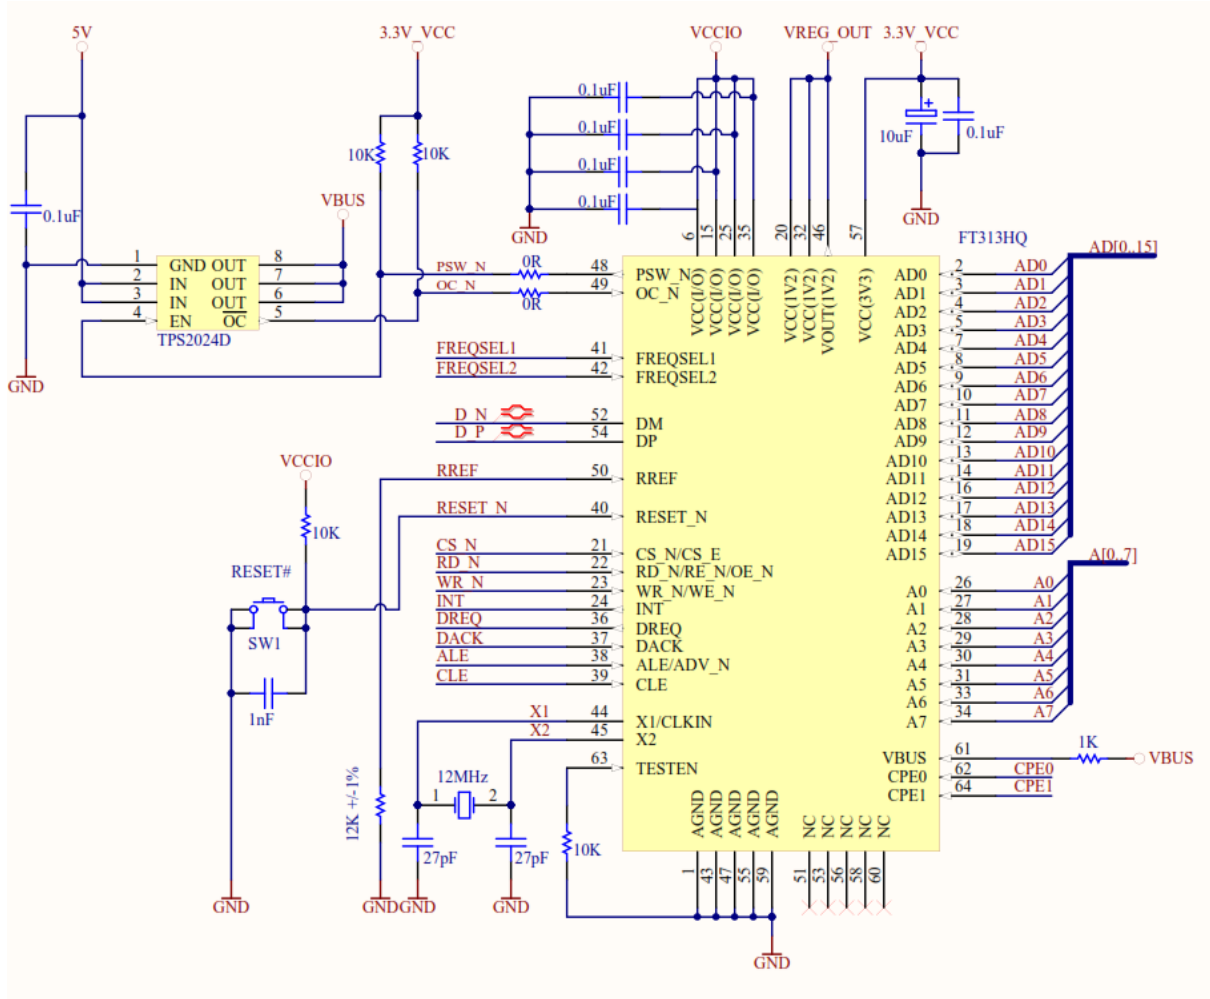 5V
3.3V_VCC
VCCIO
VREG_OUT
3.3V_VCC
0.1uF
0.1uF
0.1uF
0.1uF
GND
10uF
0.1uF
GND
10K
10K
VBUS
0.1uF
1 GND OUT 8
2 IN OUT 7
3 IN OUT 6
4 EN OC 5
TPS2024D
GND
6
15
25
35
20
32
46
57
FT313HQ
AD[0..15]
PSW_N 0R 48 PSW_N
OC_N 0R 49 OC_N
FREQSEL1 41 FREQSEL1
FREQSEL2 42 FREQSEL2
D_N 52 DM
D_P 54 DP
RREF 50 RREF
RESET_N 40 RESET_N
CS_N 21 CS_N/CS_E
RD_N 22 RD_N/RE_N/OE_N
WR_N 23 WR_N/WE_N
INT 24 INT
DREQ 36 DREQ
DACK 37 DACK
ALE 38 ALE/ADV_N
CLE 39 CLE
X1 44 X1/CLKIN
X2 45 X2
63 TESTEN
VCC(I/O)
VCC(I/O)
VCC(I/O)
VCC(I/O)
VCC(1V2)
VCC(1V2)
VOUT(1V2)
VCC(3V3)
AD0 2 AD0
AD1 3 AD1
AD2 4 AD2
AD3 5 AD3
AD4 7 AD4
AD5 8 AD5
AD6 9 AD6
AD7 10 AD7
AD8 11 AD8
AD9 12 AD9
AD10 13 AD10
AD11 14 AD11
AD12 16 AD12
AD13 17 AD13
AD14 18 AD14
AD15 19 AD15
A[0..7]
A0 26 A0
A1 27 A1
A2 28 A2
A3 29 A3
A4 30 A4
A5 31 A5
A6 33 A6
A7 34 A7
VBUS 61 1K VBUS
CPE0 62 CPE0
CPE1 64 CPE1
VCCIO
10K
RESET#
SW1
1nF
GND
12K +/-1%
GND
12MHz
1 2
27pF
27pF
GND
GND
10K
AGND
AGND
AGND
AGND
AGND
NC
NC
NC
NC
NC
1
43
47
55
59
51
53
56
58
60
GND